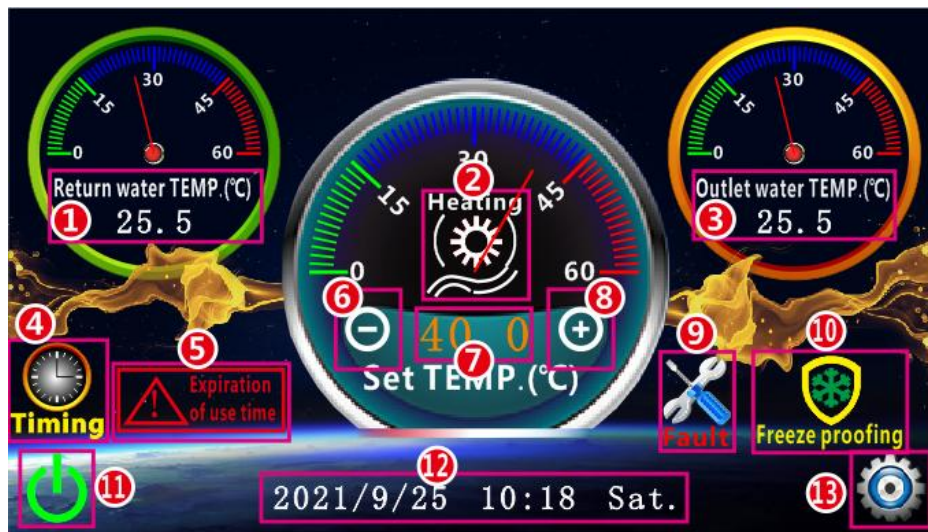 30
15 45
0 60
Return water TEMP.(℃)
1 25.5
30
15 45
0 60
2
Heating
6 8
40 0
7
Set TEMP.(℃)
30
15 45
0 60
Outlet water TEMP.(℃)
3 25.5
4
Timing
5
Expiration
of use time
9
Fault
10
Freeze proofing
11
12
2021/9/25 10:18 Sat.
13